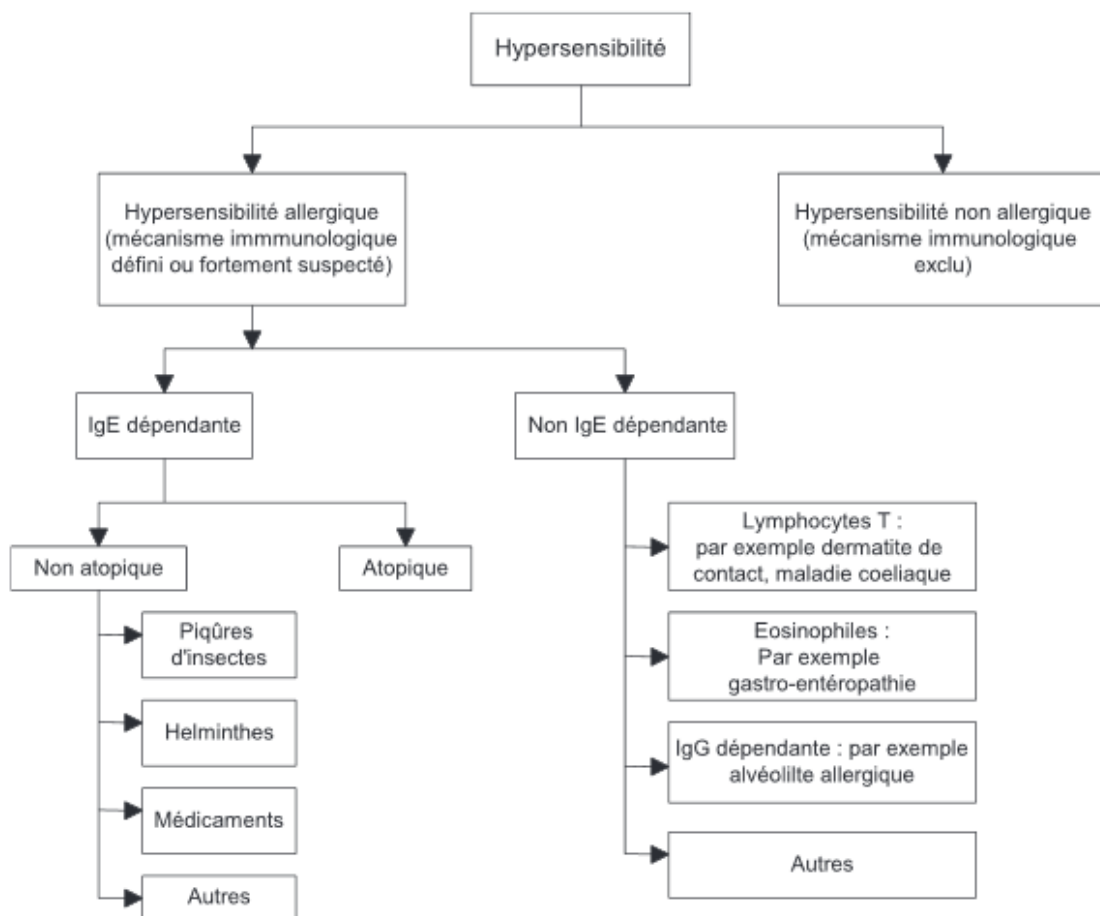 Hypersensibilité
Hypersensibilité allergique
(mécanisme immmunologique
défini ou fortement suspecté)
Hypersensibilité non allergique
(mécanisme immunologique
exclu)
IgE dépendante
Non IgE dépendante
Non atopique
Atopique
Piqûres
d'insectes
Helminthes
Médicaments
Autres
Lymphocytes T :
par exemple dermatite de
contact, maladie coeliaque
Eosinophiles :
Par exemple
gastro-entéropathie
IgG dépendante : par exemple
alvéolilte allergique
Autres